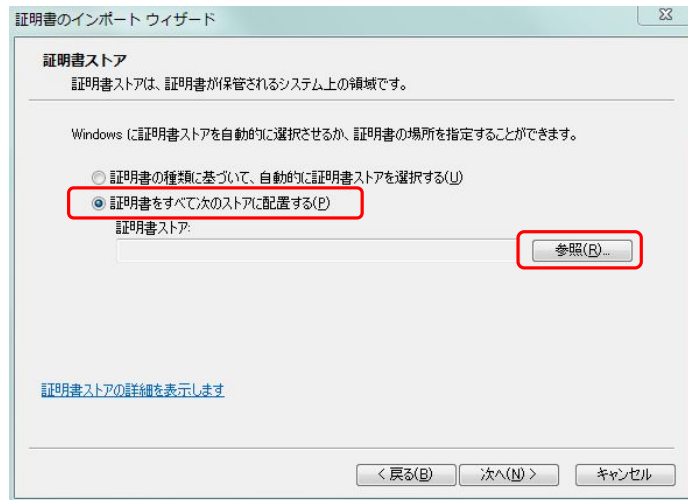 証明書のインポート ウィザード
証明書ストア
証明書ストアは、証明書が保管されるシステム上の領域です。
Windows に証明書ストアを自動的に選択させるか、証明書の場所を指定することができます。
証明書の種類に基づいて、自動的に証明書ストアを選択する(U)
証明書をすべて次のストアに配置する(P)
証明書ストア:
参照(R)...
証明書ストアの詳細を表示します
< 戻る(B)
次へ(N) >
キャンセル